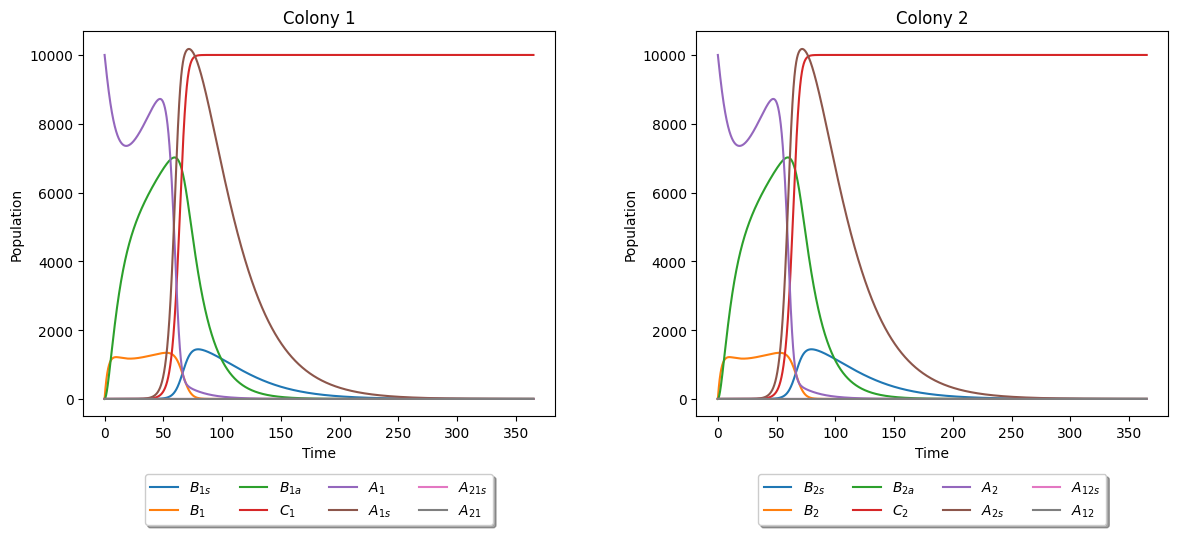 Colony 1
Population
10000
8000
6000
4000
2000
0
0 50 100 150 200 250 300 350
Time
B1s B1a A1 A21s
B1 C1 A1s A21
Colony 2
Population
10000
8000
6000
4000
2000
0
0 50 100 150 200 250 300 350
Time
B2s B2a A2 A12s
B2 C2 A2s A12